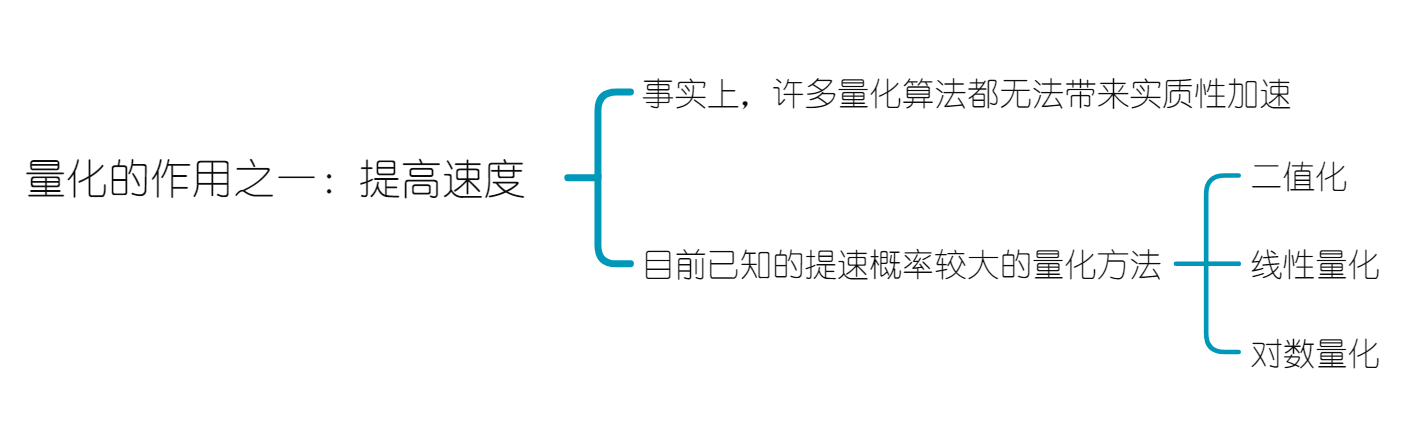 量化的作用之一：提高速度
事实上，许多量化算法都无法带来实质性加速
目前已知的提速概率较大的量化方法
二值化
线性量化
对数量化